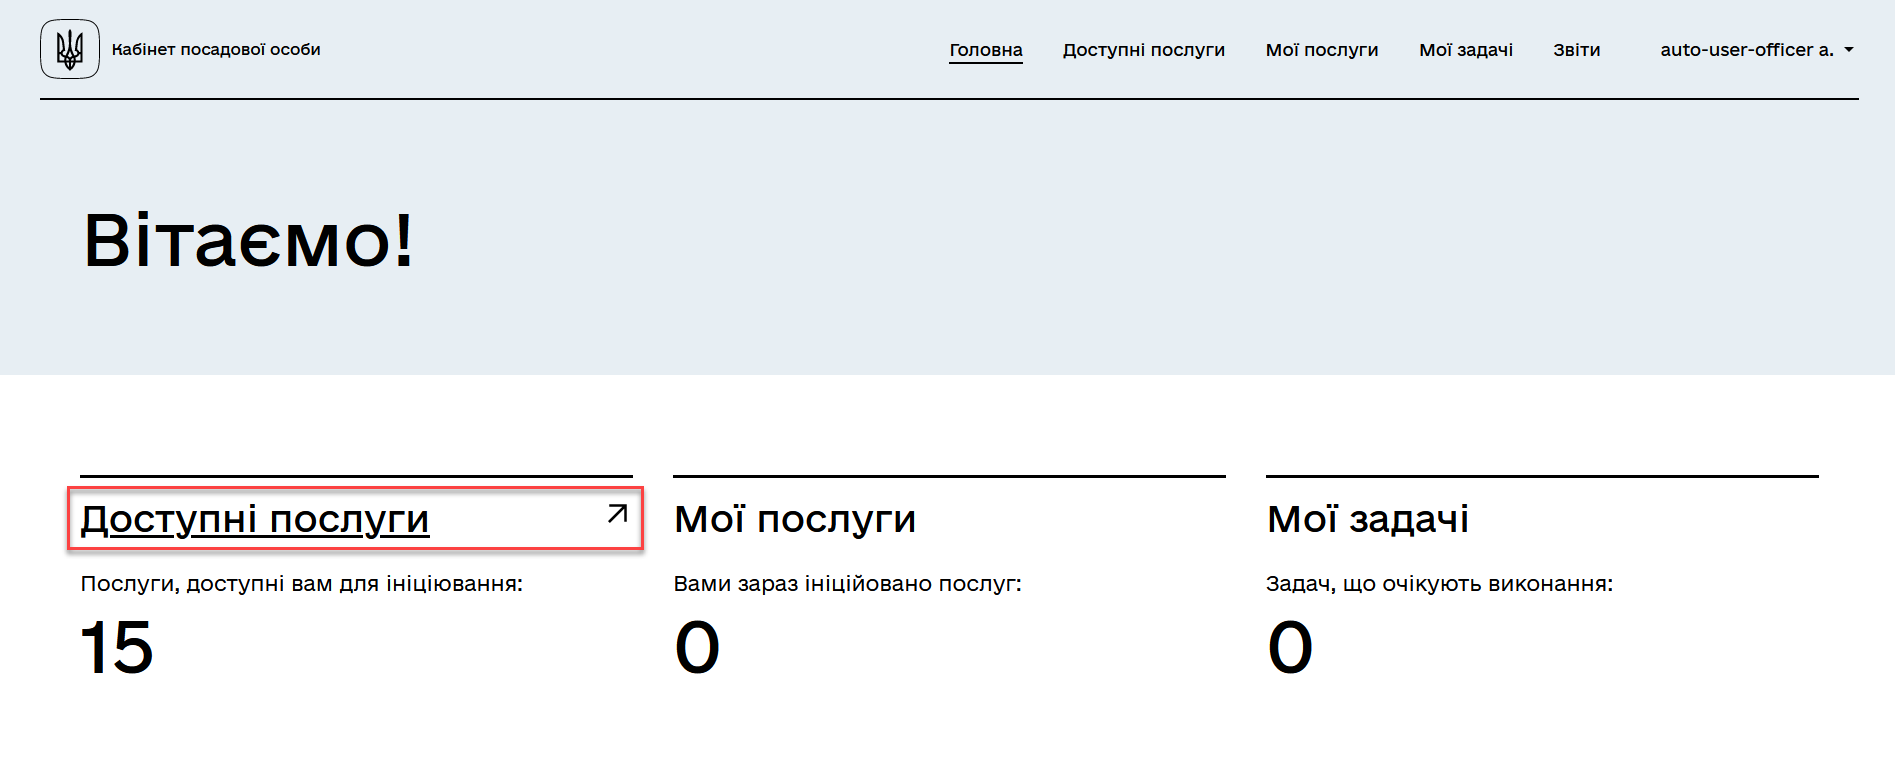 Кабінет посадової особи
Головна Доступні послуги Мої послуги Мої задачі Звіти auto-user-officer a.
Вітаємо!
Доступні послуги
Послуги, доступні вам для ініціювання:
15
Мої послуги
Вами зараз ініційовано послуг:
0
Мої задачі
Задач, що очікують виконання:
0